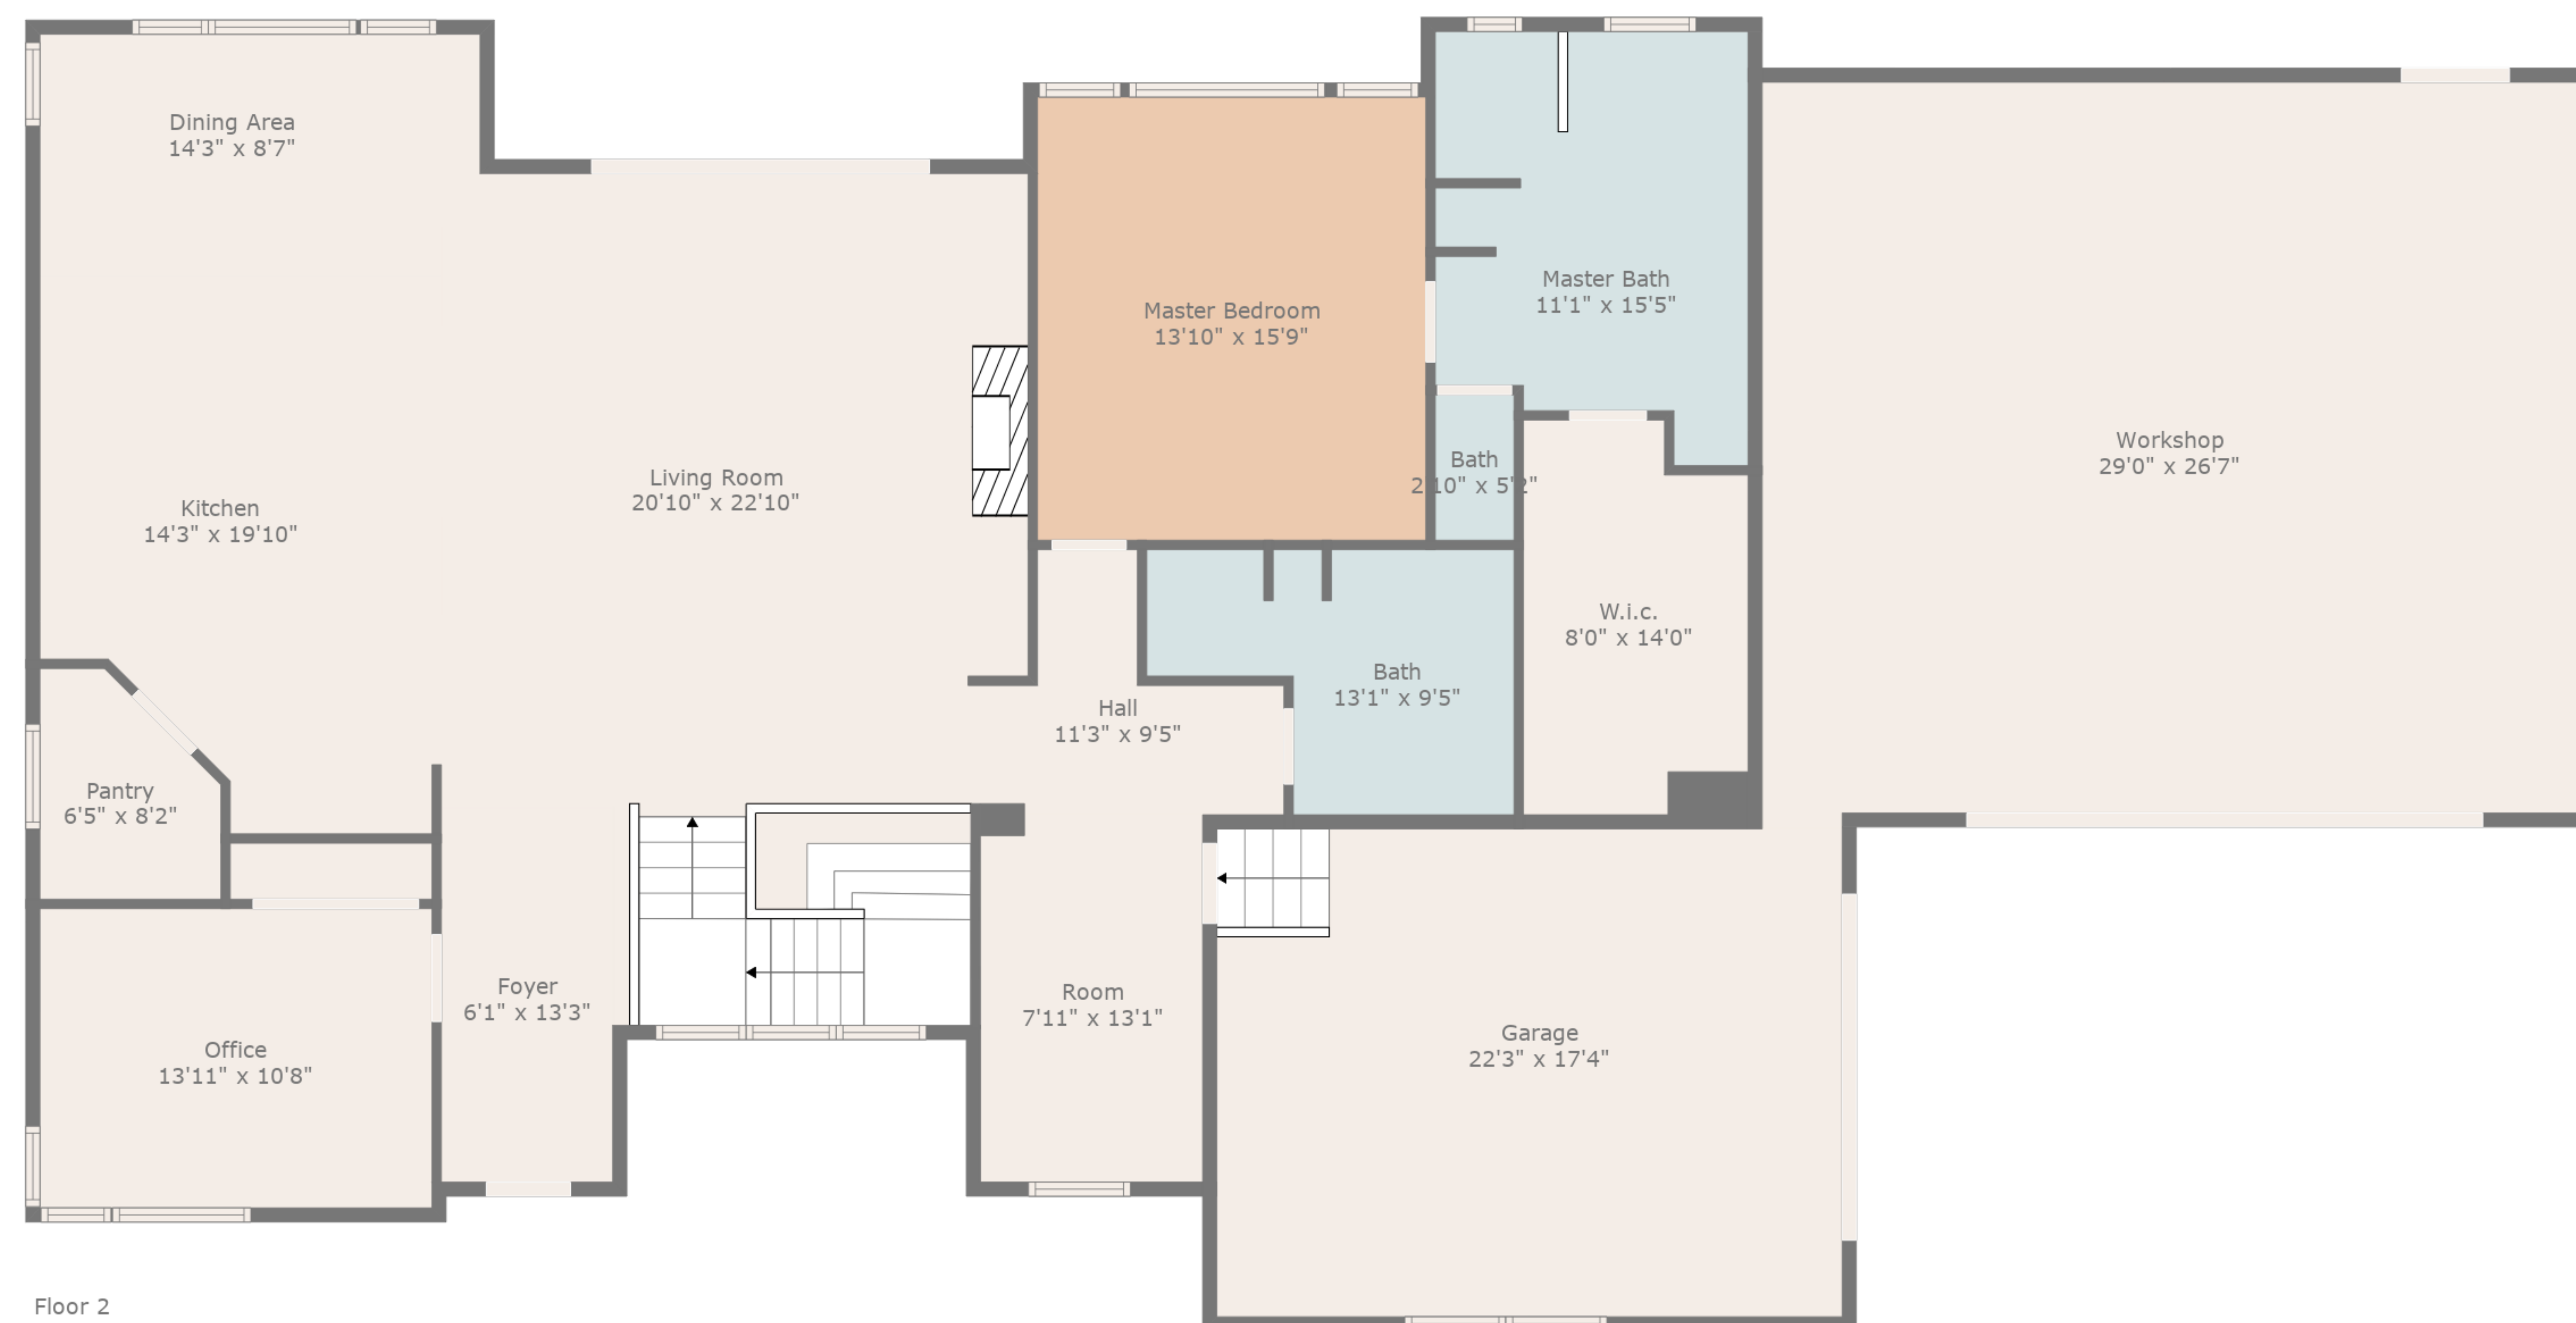 Dining Area
14'3" x 8'7"
Master Bedroom
13'10" x 15'9"
Master Bath
11'1" x 15'5"
Workshop
29'0" x 26'7"
Kitchen
14'3" x 19'10"
Living Room
20'10" x 22'10"
Bath
2'10" x 5'2"
W.i.c.
8'0" x 14'0"
Bath
13'1" x 9'5"
Hall
11'3" x 9'5"
Pantry
6'5" x 8'2"
Foyer
6'1" x 13'3"
Room
7'11" x 13'1"
Office
13'11" x 10'8"
Garage
22'3" x 17'4"
Floor 2